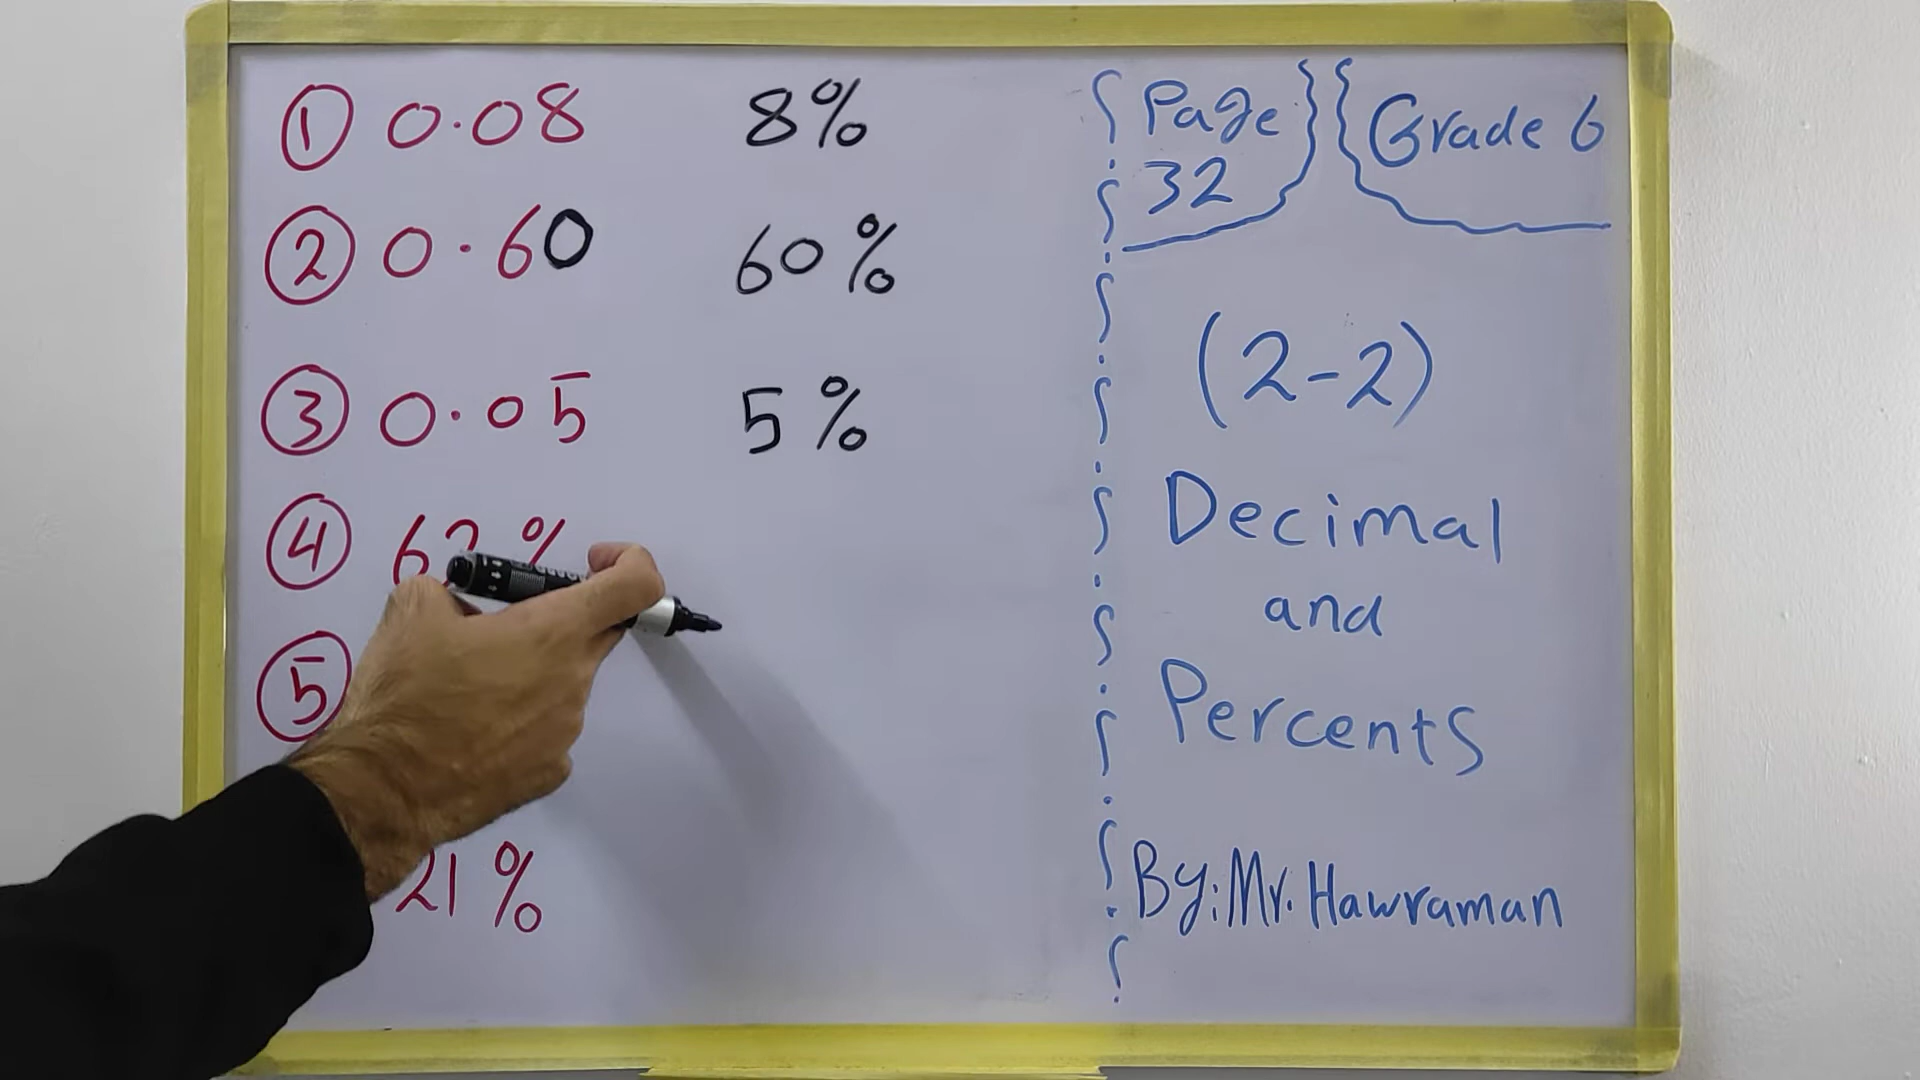 ① 0.08 8%
② 0.60 60%
③ 0.05 5%
④ 62%
⑤
21%
Page
32
Grade 6
(2-2)
Decimal
and
Percents
By: Mr. Hawraman